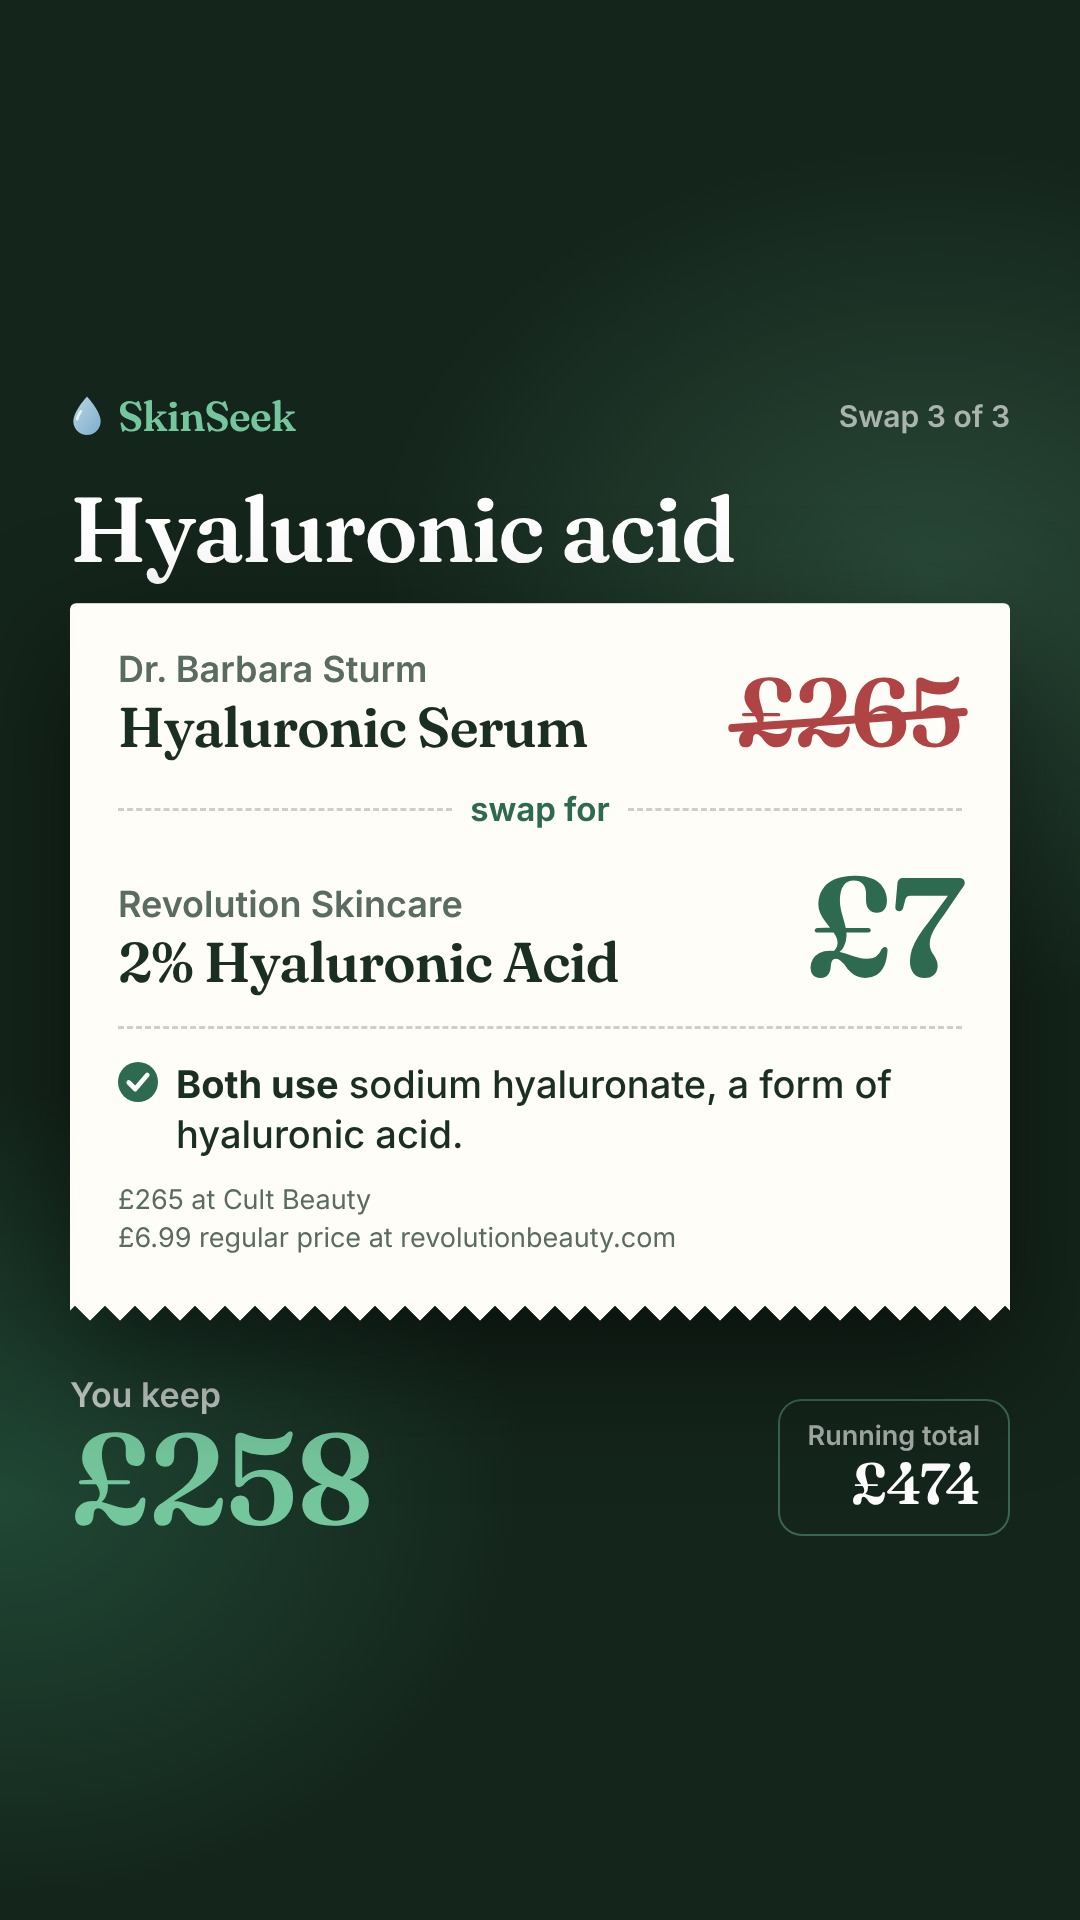 SkinSeek
Swap 3 of 3
Hyaluronic acid
Dr. Barbara Sturm
Hyaluronic Serum
£265
swap for
Revolution Skincare
2% Hyaluronic Acid
£7
Both use sodium hyaluronate, a form of
hyaluronic acid.
£265 at Cult Beauty
£6.99 regular price at revolutionbeauty.com
You keep
£258
Running total
£474